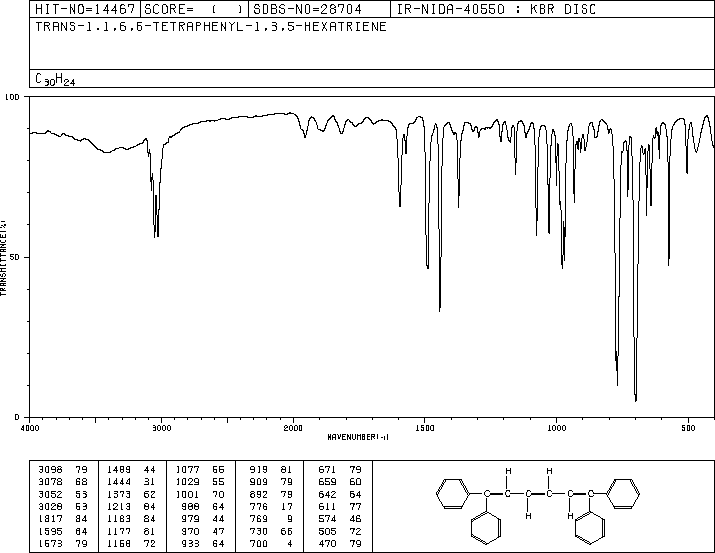 HIT-NO=14467 SCORE= ( ) SDBS-NO=28704 IR-NIDA-40550 : KBR DISC
TRANS-1,1,6,6-TETRAPHENYL-1,3,5-HEXATRIENE
C30H24
100
50
0
TRANSMITTANCE(%)
4000 3000 2000 1500 1000 500
WAVENUMBER(-1)
3098 79 1489 44 1077 55 919 81 671 79
3078 68 1444 31 1029 55 909 79 659 60
3052 53 1373 62 1001 70 892 79 642 64
3028 53 1213 84 988 64 776 17 611 77
1817 84 1183 84 979 44 769 9 574 46
1595 64 1177 81 970 47 730 66 505 72
1573 79 1158 72 933 64 700 4 470 79
H H
C C C C C C
H H